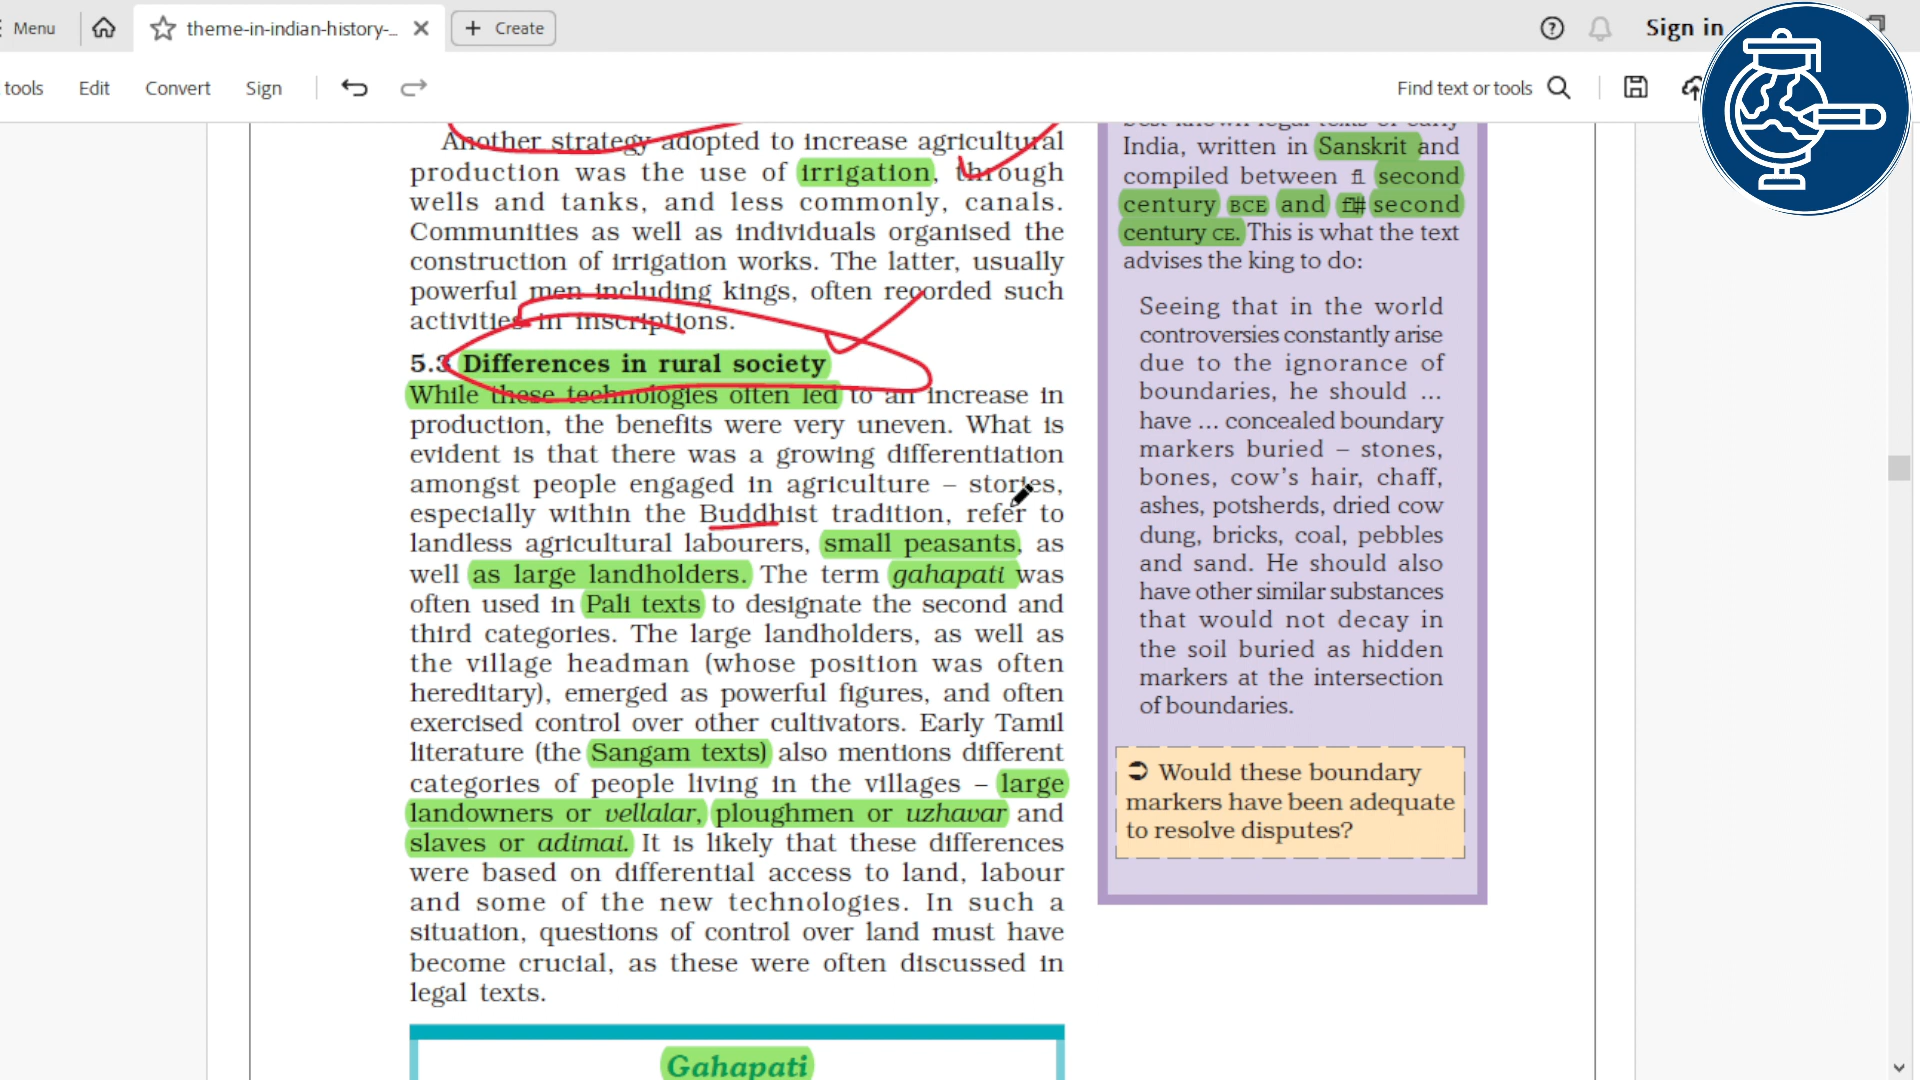 Menu
theme-in-indian-history-_
Create
Sign in
tools
Edit
Convert
Sign
Find text or tools
Another strategy adopted to increase agricultural
production was the use of irrigation, through
wells and tanks, and less commonly, canals.
Communities as well as individuals organised the
construction of irrigation works. The latter, usually
powerful men including kings, often recorded such
activities in inscriptions.
5.3 Differences in rural society
While these technologies often led to an increase in
production, the benefits were very uneven. What is
evident is that there was a growing differentiation
amongst people engaged in agriculture – stories,
especially within the Buddhist tradition, refer to
landless agricultural labourers, small peasants, as
well as large landholders. The term gahapati was
often used in Pali texts to designate the second and
third categories. The large landholders, as well as
the village headman (whose position was often
hereditary), emerged as powerful figures, and often
exercised control over other cultivators. Early Tamil
literature (the Sangam texts) also mentions different
categories of people living in the villages – large
landowners or vellalar, ploughmen or uzhavar and
slaves or adimai. It is likely that these differences
were based on differential access to land, labour
and some of the new technologies. In such a
situation, questions of control over land must have
become crucial, as these were often discussed in
legal texts.
Gahapati
best known legal texts of early
India, written in Sanskrit and
compiled between second
century BCE and second
century CE. This is what the text
advises the king to do:
Seeing that in the world
controversies constantly arise
due to the ignorance of
boundaries, he should ...
have ... concealed boundary
markers buried – stones,
bones, cow's hair, chaff,
ashes, potsherds, dried cow
dung, bricks, coal, pebbles
and sand. He should also
have other similar substances
that would not decay in
the soil buried as hidden
markers at the intersection
of boundaries.
➲ Would these boundary
markers have been adequate
to resolve disputes?